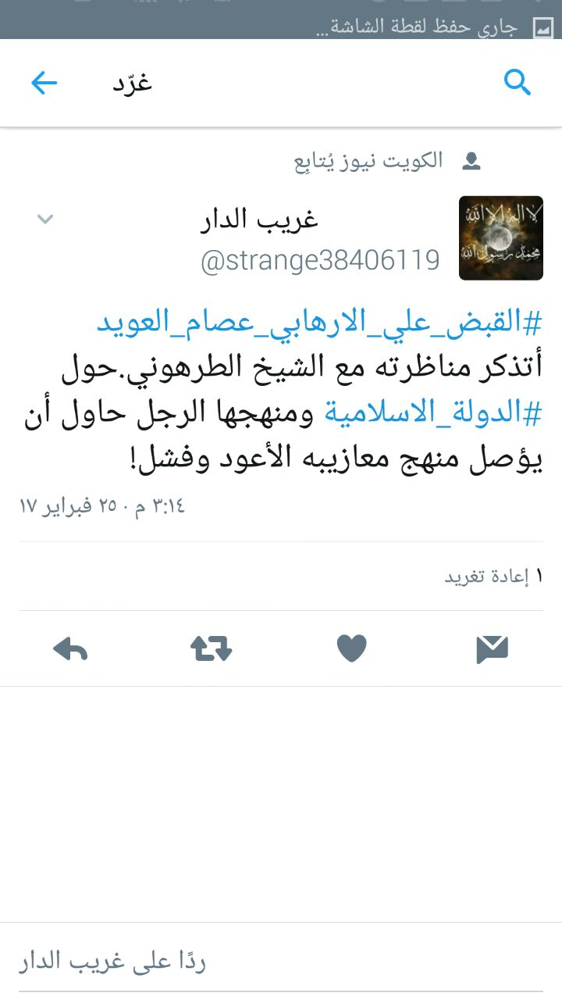 جاري حفظ لقطة الشاشة...
غرّد
الكويت نيوز يُتابِع
لا اله الا الله
محمد رسول الله
غريب الدار
@strange38406119
#القبض_علي_الارهابي_عصام_العويد
أتذكر مناظرته مع الشيخ الطرهوني.حول
#الدولة_الاسلامية ومنهجها الرجل حاول أن
يؤصل منهج معازيبه الأعود وفشل!
٣:١٤ م · ٢٥ فبراير ١٧
١ إعادة تغريد
ردًا على غريب الدار